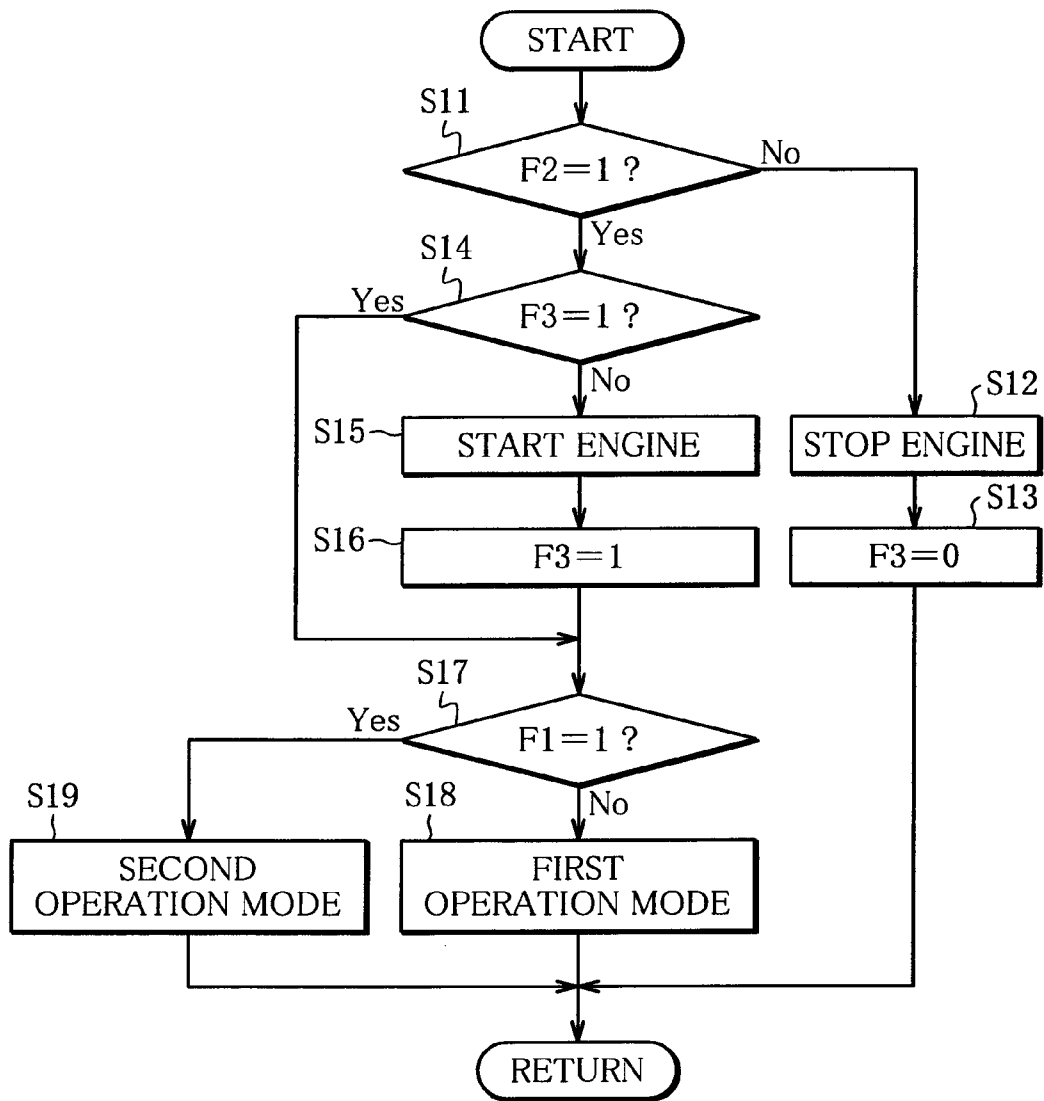 START
S11
F2=1 ?
No
Yes
S14
F3=1 ?
Yes
No
S12
S15
START ENGINE
STOP ENGINE
S13
S16
F3=1
F3=0
S17
F1=1 ?
Yes
No
S19
S18
SECOND
OPERATION MODE
FIRST
OPERATION MODE
RETURN